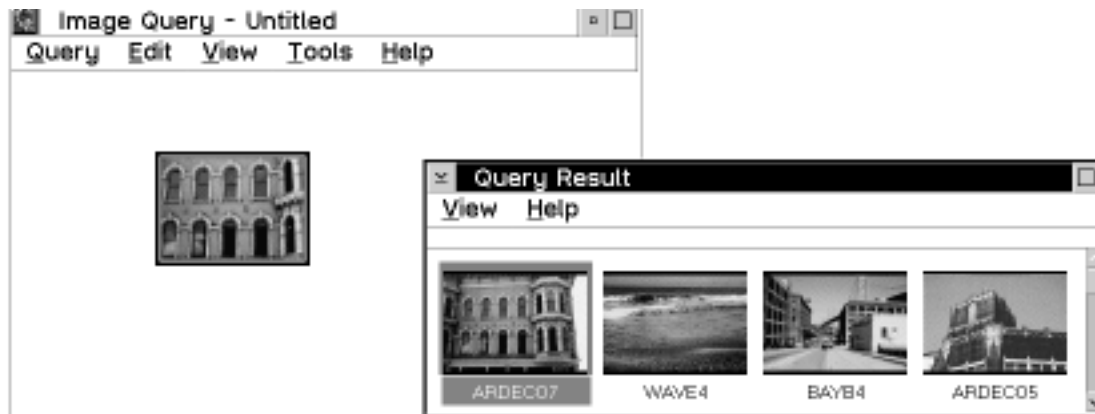 Image Query - Untitled
Query Edit View Tools Help
Query Result
View Help
ARDEC07 WAVE4 BAYB4 ARDEC05